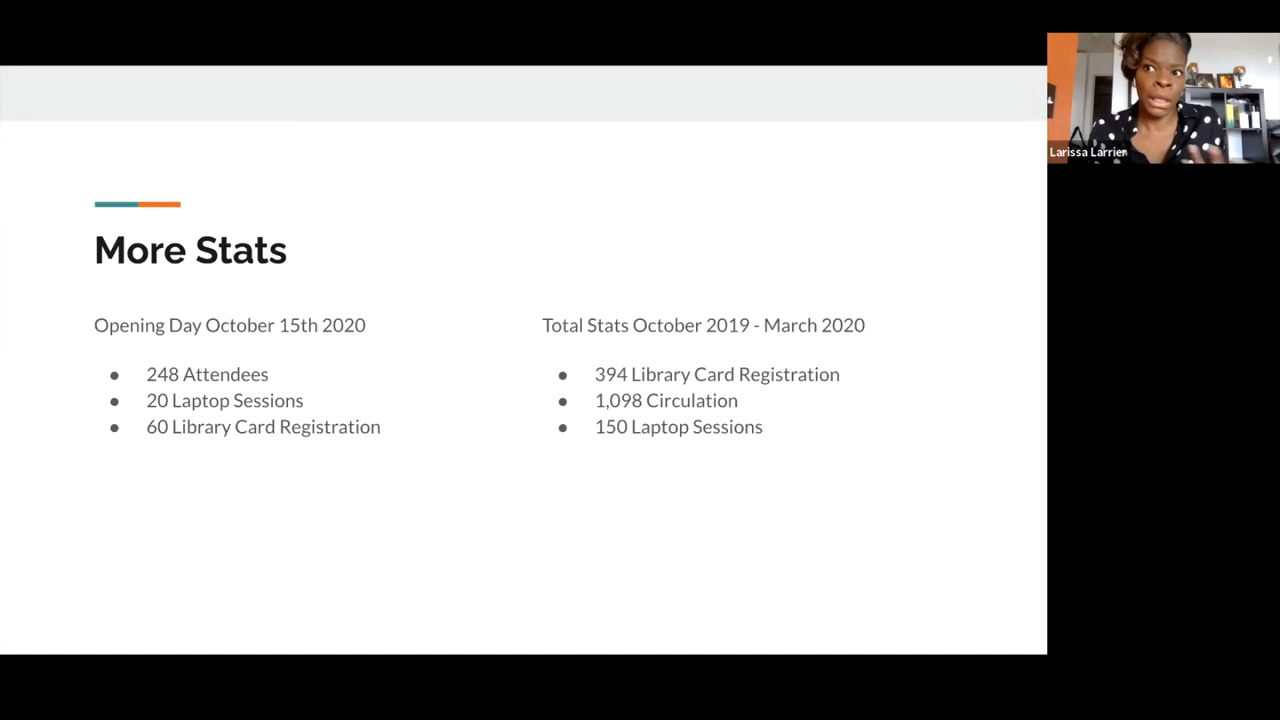 More Stats
Opening Day October 15th 2020
● 248 Attendees
● 20 Laptop Sessions
● 60 Library Card Registration
Total Stats October 2019 - March 2020
● 394 Library Card Registration
● 1,098 Circulation
● 150 Laptop Sessions
Larissa Larrier